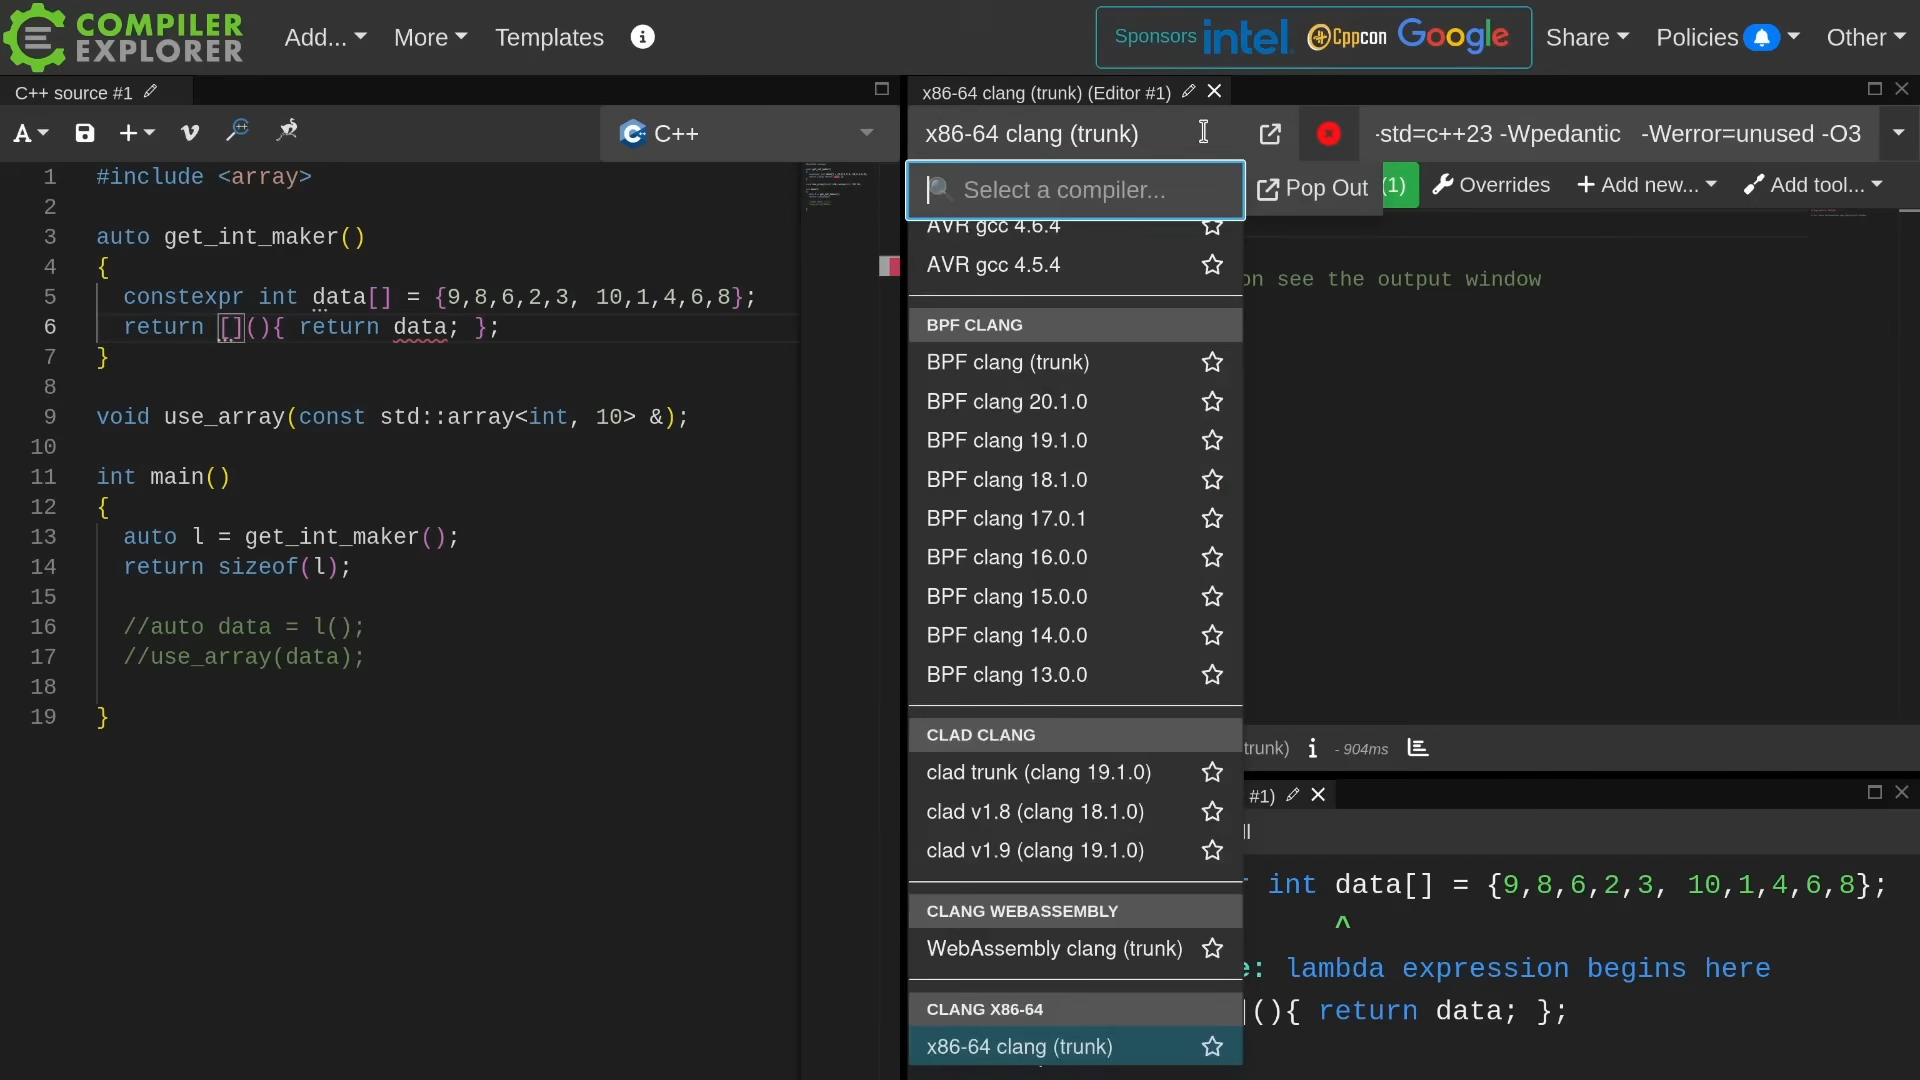 COMPILER
EXPLORER
Add...
More
Templates
Sponsors intel. Cppcon Google
Share
Policies
Other
C++ source #1
A
C++
1 #include <array>
2
3 auto get_int_maker()
4 {
5 constexpr int data[] = {9,8,6,2,3, 10,1,4,6,8};
6 return [](){ return data; };
7 }
8
9 void use_array(const std::array<int, 10> &);
10
11 int main()
12 {
13 auto l = get_int_maker();
14 return sizeof(l);
15
16 //auto data = l();
17 //use_array(data);
18
19 }
x86-64 clang (trunk) (Editor #1)
x86-64 clang (trunk)
-std=c++23 -Wpedantic -Werror=unused -O3
Select a compiler...
Pop Out
(1)
Overrides
Add new...
Add tool...
AVR gcc 4.6.4
AVR gcc 4.5.4
BPF CLANG
BPF clang (trunk)
BPF clang 20.1.0
BPF clang 19.1.0
BPF clang 18.1.0
BPF clang 17.0.1
BPF clang 16.0.0
BPF clang 15.0.0
BPF clang 14.0.0
BPF clang 13.0.0
CLAD CLANG
clad trunk (clang 19.1.0)
clad v1.8 (clang 18.1.0)
clad v1.9 (clang 19.1.0)
CLANG WEBASSEMBLY
WebAssembly clang (trunk)
CLANG X86-64
x86-64 clang (trunk)
on see the output window
trunk) - 904ms
#1)
int data[] = {9,8,6,2,3, 10,1,4,6,8};
^
e: lambda expression begins here
](){ return data; };